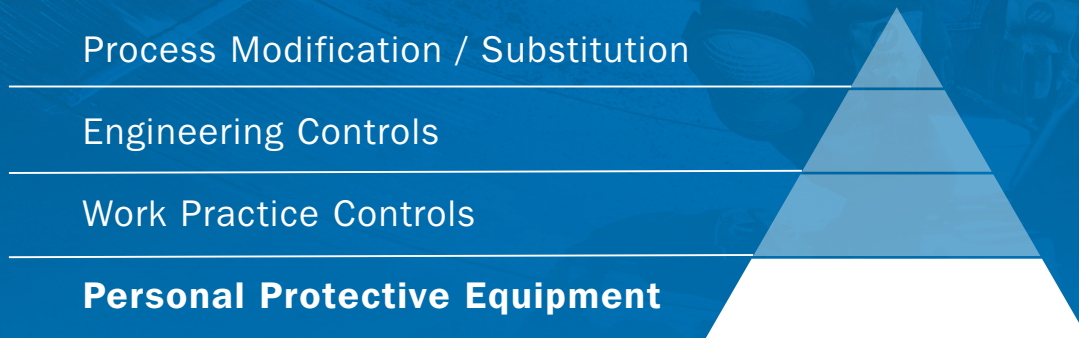 Process Modification / Substitution
Engineering Controls
Work Practice Controls
Personal Protective Equipment